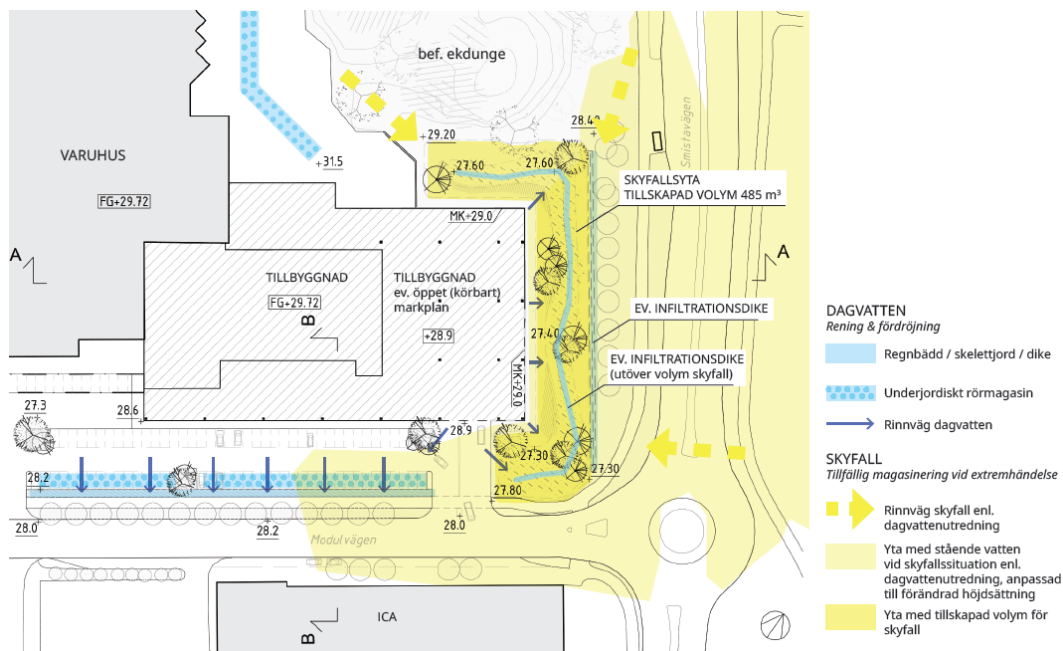 bef. ekdunge
Smistavägen
28.40
+29.20
VARUHUS
+31.5
27.60
27.60
FG+29.72
SKYFALLSYTA
TILLSKAPAD VOLYM 485 m³
MK+29.0
A
A
TILLBYGGNAD
FG+29.72
TILLBYGGNAD
ev. öppet (körbart)
markplan
+28.9
B
EV. INFILTRATIONSDIKE
27.40
EV. INFILTRATIONSDIKE
(utöver volym skyfall)
MK+29.0
27.3
28.6
28.9
27.30
27.30
28.2
27.80
28.0
28.2
28.0
Modulvägen
ICA
B
DAGVATTEN
Rening & fördröjning
Regnbädd / skelettjord / dike
Underjordiskt rörmagasin
Rinnväg dagvatten
SKYFALL
Tillfällig magasinering vid extremhändelse
Rinnväg skyfall enl.
dagvattenutredning
Yta med stående vatten
vid skyfallssituation enl.
dagvattenutredning, anpassad
till förändrad höjdsättning
Yta med tillskapad volym för
skyfall